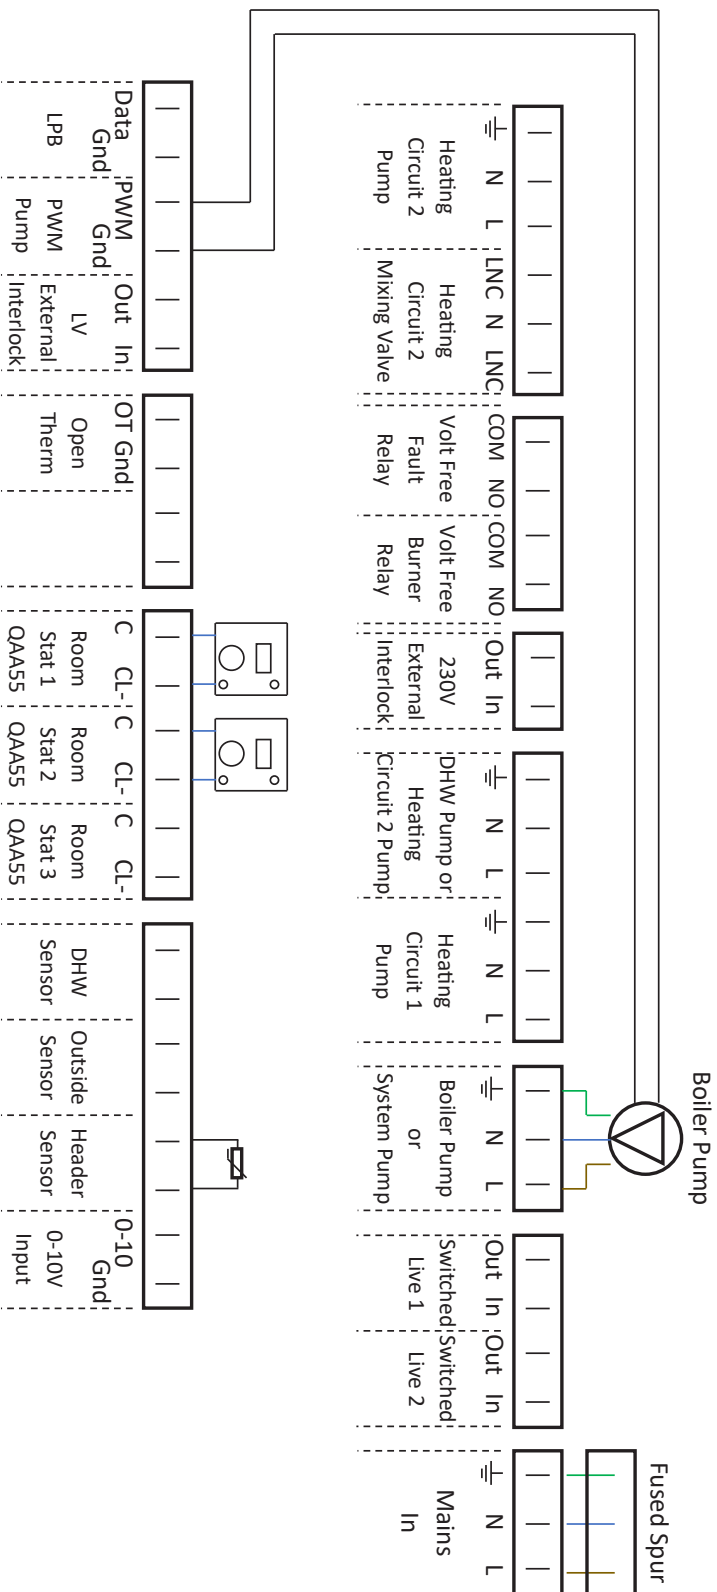 Boiler Pump
Fused Spur
N L LNC N LNC
Heating
Circuit 2
Pump
Heating
Circuit 2
Mixing Valve
COM NO COM NO
Volt Free
Fault
Relay
Volt Free
Burner
Relay
Out In
230V
External
Interlock
N L N L
DHW Pump or
Heating
Circuit 2 Pump
Heating
Circuit 1
Pump
N L
Boiler Pump
or
System Pump
Out In Out In
Switched
Live 1
Switched
Live 2
N L
Mains
In
Data
Gnd
LPB
PWM
Gnd
PWM
Pump
Out In
LV
External
Interlock
OT Gnd
Open
Therm
C CL-
Room
Stat 1
QAA55
C CL-
Room
Stat 2
QAA55
C CL-
Room
Stat 3
QAA55
DHW
Sensor
Outside
Sensor
Header
Sensor
0-10
Gnd
0-10V
Input